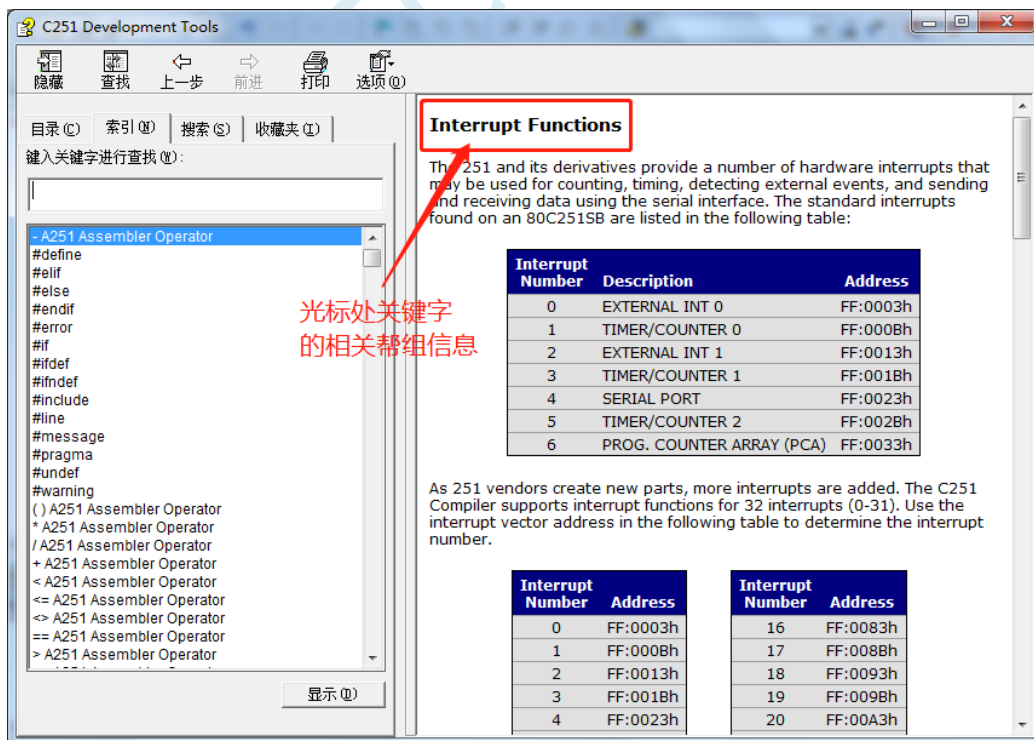 C251 Development Tools
隐藏 查找 上一步 前进 打印 选项(O)
目录(C) 索引(N) 搜索(S) 收藏夹(I)
键入关键字进行查找(W):
- A251 Assembler Operator
#define
#elif
#else
#endif
#error
#if
#ifdef
#ifndef
#include
#line
#message
#pragma
#undef
#warning
( ) A251 Assembler Operator
* A251 Assembler Operator
/ A251 Assembler Operator
+ A251 Assembler Operator
< A251 Assembler Operator
<= A251 Assembler Operator
<> A251 Assembler Operator
== A251 Assembler Operator
> A251 Assembler Operator
显示(D)
光标处关键字
的相关帮组信息
Interrupt Functions
The 251 and its derivatives provide a number of hardware interrupts that
may be used for counting, timing, detecting external events, and sending
and receiving data using the serial interface. The standard interrupts
found on an 80C251SB are listed in the following table:
Interrupt
Number Description Address
0 EXTERNAL INT 0 FF:0003h
1 TIMER/COUNTER 0 FF:000Bh
2 EXTERNAL INT 1 FF:0013h
3 TIMER/COUNTER 1 FF:001Bh
4 SERIAL PORT FF:0023h
5 TIMER/COUNTER 2 FF:002Bh
6 PROG. COUNTER ARRAY (PCA) FF:0033h
As 251 vendors create new parts, more interrupts are added. The C251
Compiler supports interrupt functions for 32 interrupts (0-31). Use the
interrupt vector address in the following table to determine the interrupt
number.
Interrupt Interrupt
Number Address Number Address
0 FF:0003h 16 FF:0083h
1 FF:000Bh 17 FF:008Bh
2 FF:0013h 18 FF:0093h
3 FF:001Bh 19 FF:009Bh
4 FF:0023h 20 FF:00A3h